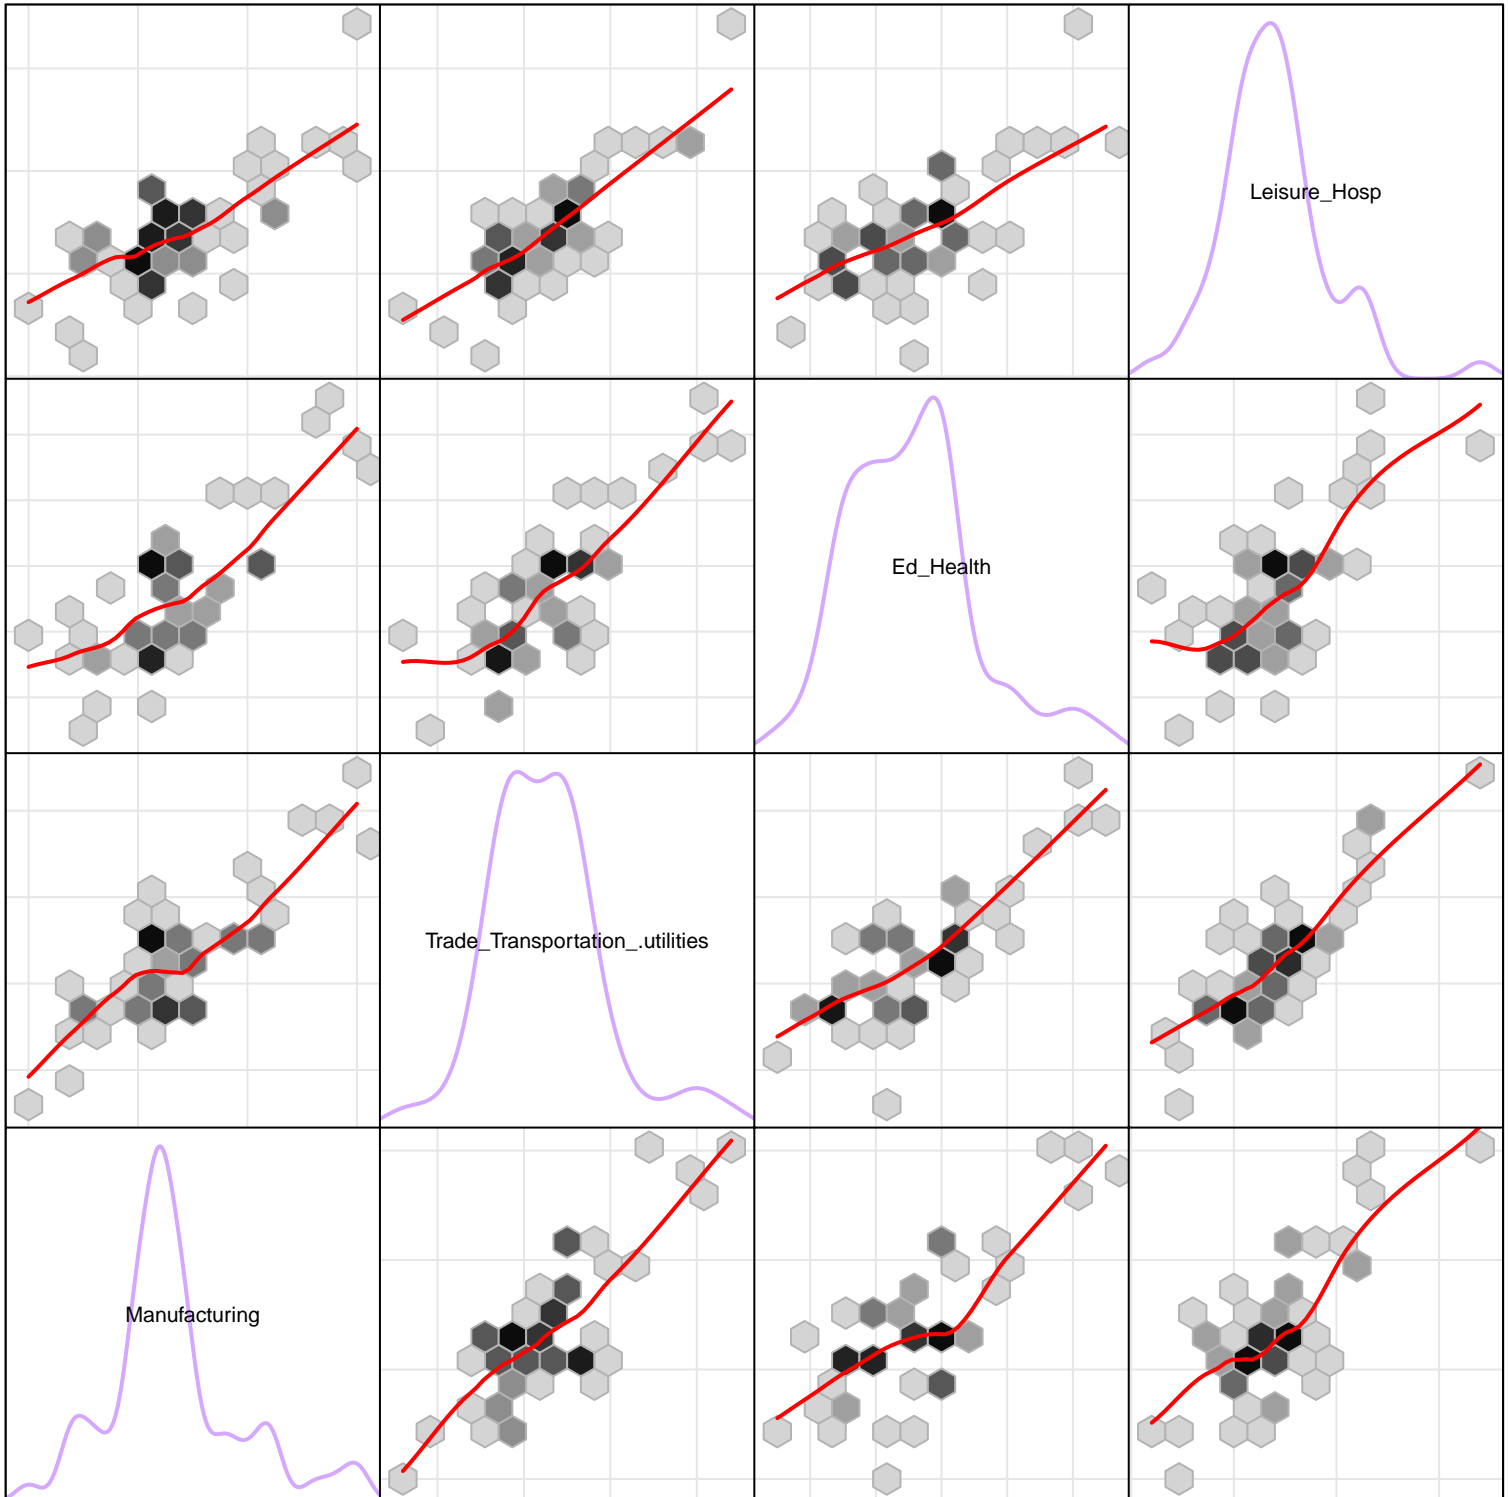 Leisure_Hosp
Ed_Health
Trade_Transportation_.utilities
Manufacturing